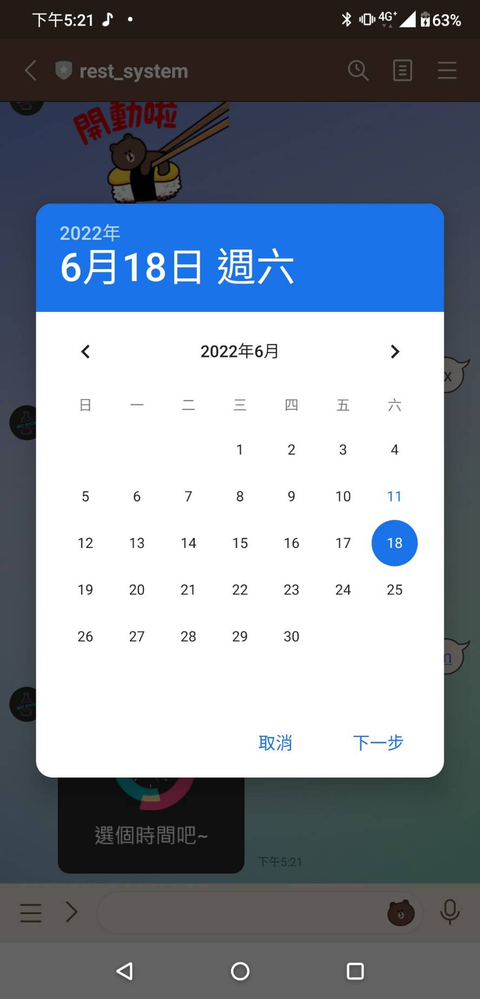 下午5:21
4G+
63%
rest_system
開動啦
2022年
6月18日 週六
2022年6月
日 一 二 三 四 五 六
1 2 3 4
5 6 7 8 9 10 11
12 13 14 15 16 17 18
19 20 21 22 23 24 25
26 27 28 29 30
x
m
取消 下一步
選個時間吧~
下午5:21